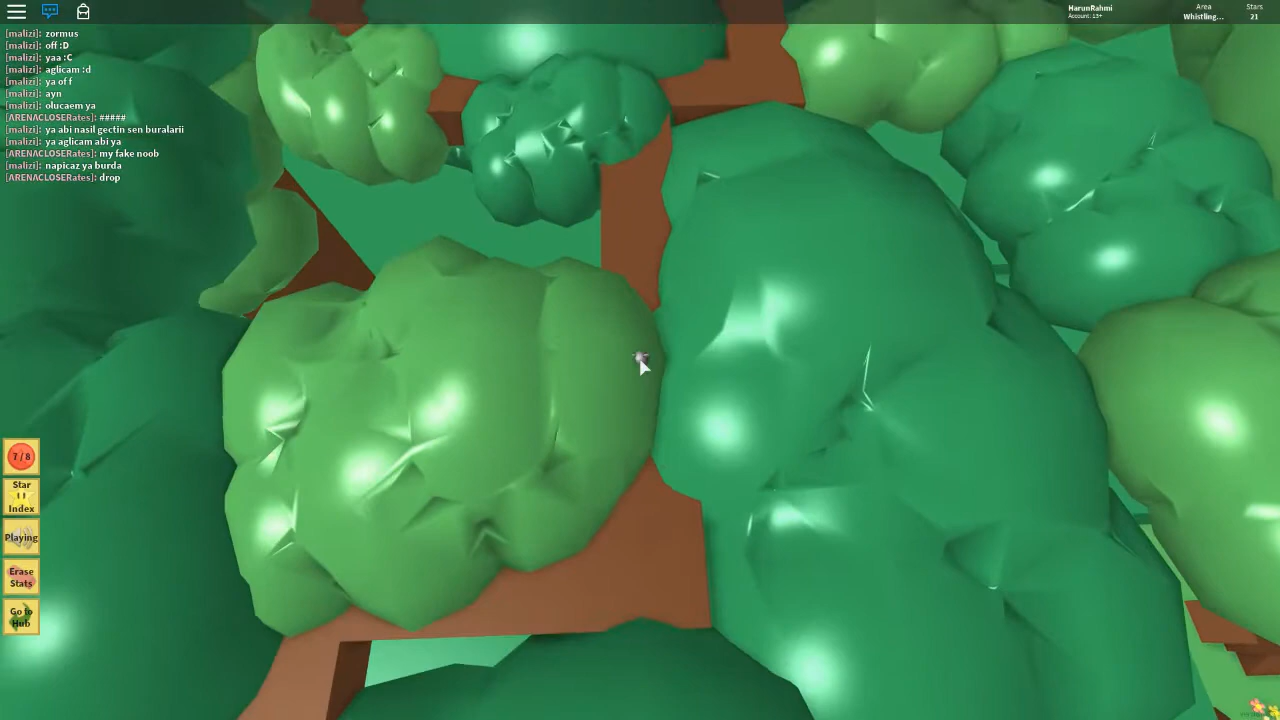 HarunRahmi
Account: 13+
Area
Whistling...
Stars
21
[malizi]: zormus
[malizi]: off :D
[malizi]: yaa :C
[malizi]: aglicam :d
[malizi]: ya of f
[malizi]: ayn
[malizi]: olucaem ya
[ARENACLOSERates]: #####
[malizi]: ya abi nasil gectin sen buralarii
[malizi]: ya aglicam abi ya
[ARENACLOSERates]: my fake noob
[malizi]: napicaz ya burda
[ARENACLOSERates]: drop
7 / 8
Star
Index
Playing
Erase
Stats
Go to
Hub